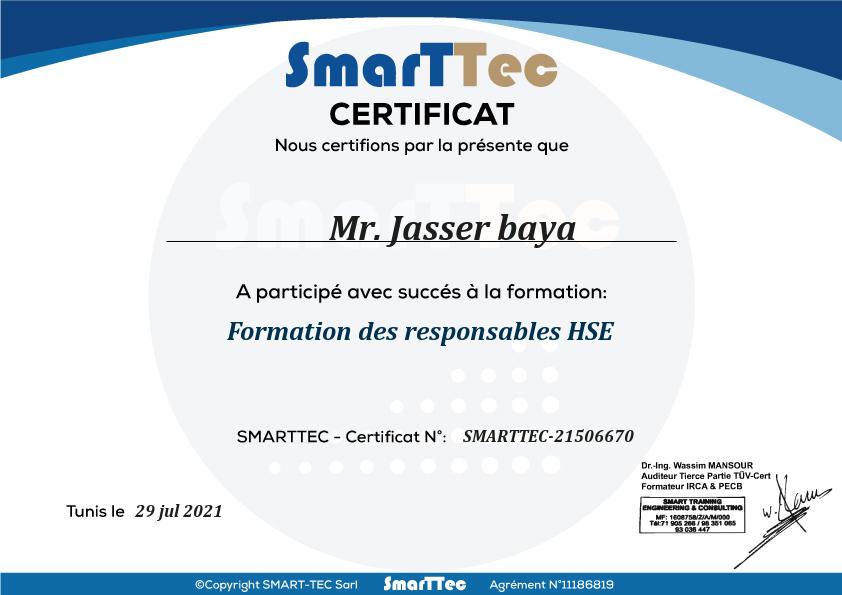 SmarTTec
CERTIFICAT
Nous certifions par la présente que
SmarTTec
Mr. Jasser baya
A participé avec succés à la formation:
Formation des responsables HSE
SMARTTEC - Certificat N°: SMARTTEC-21506670
Dr.-Ing. Wassim MANSOUR
Auditeur Tierce Partie TÜV-Cert
Formateur IRCA & PECB
SMART TRAINING
ENGINEERING & CONSULTING
MF: 1608758/Z/A/M/000
Tél:71 905 266 / 98 351 065
93 036 447
Tunis le 29 jul 2021
©Copyright SMART-TEC Sarl SmarTTec Agrément N°11186819